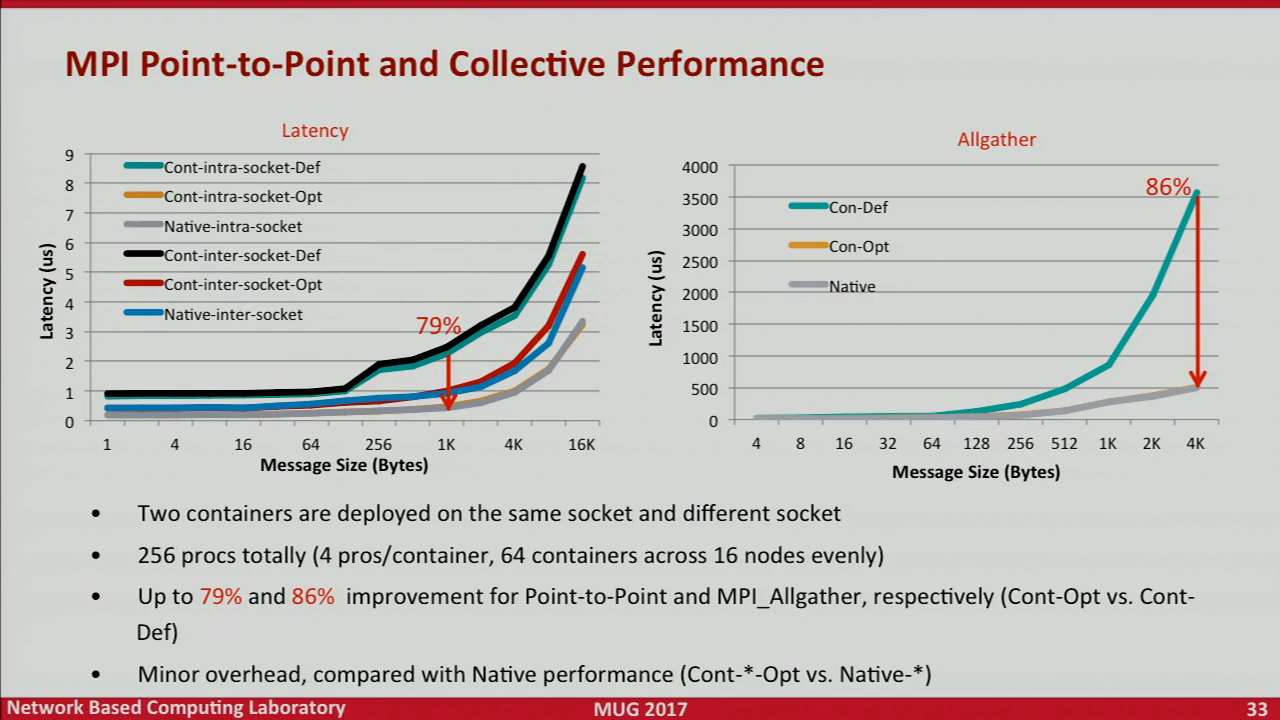 MPI Point-to-Point and Collective Performance
Latency
9
8
7
6
5
4
3
2
1
0
Latency (us)
Cont-intra-socket-Def
Cont-intra-socket-Opt
Native-intra-socket
Cont-inter-socket-Def
Cont-inter-socket-Opt
Native-inter-socket
79%
1 4 16 64 256 1K 4K 16K
Message Size (Bytes)
Allgather
4000
3500
3000
2500
2000
1500
1000
500
0
Latency (us)
86%
Con-Def
Con-Opt
Native
4 8 16 32 64 128 256 512 1K 2K 4K
Message Size (Bytes)
• Two containers are deployed on the same socket and different socket
• 256 procs totally (4 pros/container, 64 containers across 16 nodes evenly)
• Up to 79% and 86% improvement for Point-to-Point and MPI_Allgather, respectively (Cont-Opt vs. Cont-
Def)
• Minor overhead, compared with Native performance (Cont-*-Opt vs. Native-*)
Network Based Computing Laboratory
MUG 2017
33